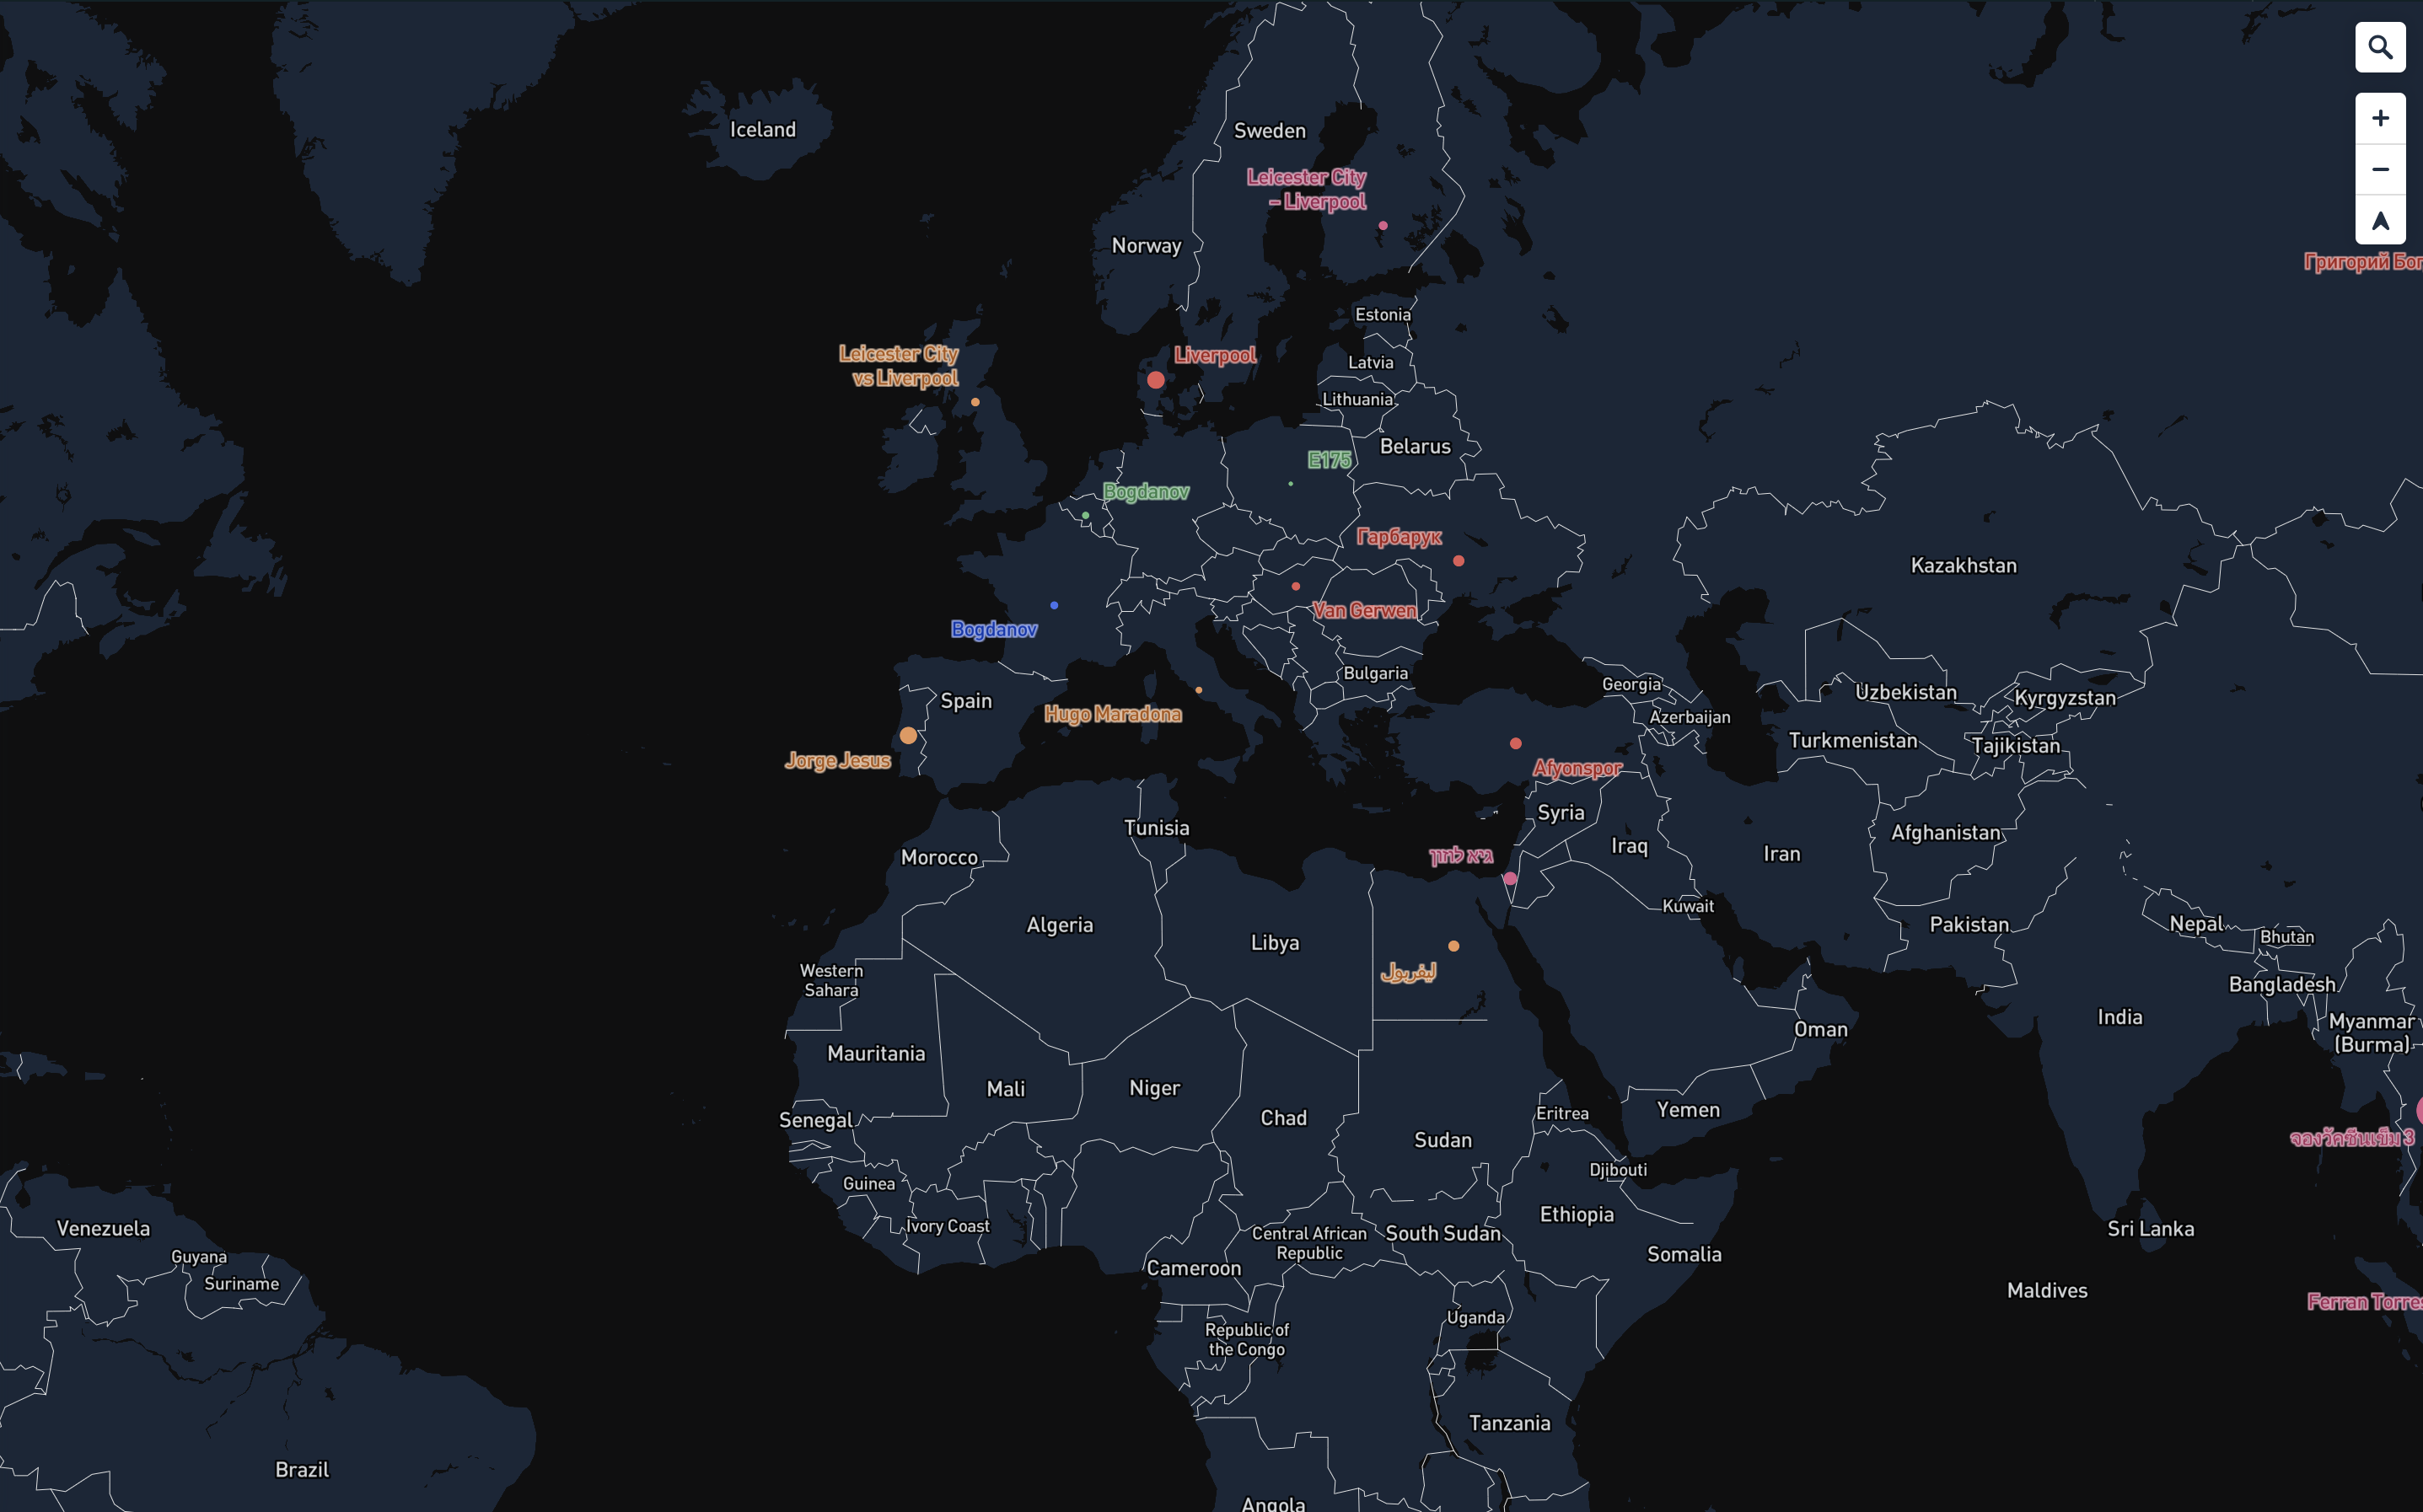 Iceland
Sweden
Leicester City
– Liverpool
Norway
Григорий Бог
Estonia
Leicester City
vs Liverpool
Liverpool
Latvia
Lithuania
Belarus
E175
Bogdanov
Гарбарук
Kazakhstan
Van Gerwen
Bogdanov
Bulgaria
Georgia
Uzbekistan
Kyrgyzstan
Spain
Hugo Maradona
Azerbaijan
Turkmenistan
Tajikistan
Jorge Jesus
Afyonspor
Syria
Tunisia
Afghanistan
Morocco
גיא לוזון
Iraq
Iran
Kuwait
Algeria
Pakistan
Nepal
Bhutan
Libya
Western
Sahara
ليفربول
Bangladesh
India
Myanmar
(Burma)
Oman
Mauritania
Mali
Niger
Chad
Eritrea
Yemen
Senegal
Sudan
จองวัคซีนเข็ม 3
Djibouti
Guinea
Ivory Coast
Ethiopia
Venezuela
Central African
Republic
South Sudan
Sri Lanka
Guyana
Suriname
Somalia
Cameroon
Maldives
Ferran Torres
Uganda
Republic of
the Congo
Tanzania
Brazil
Angola